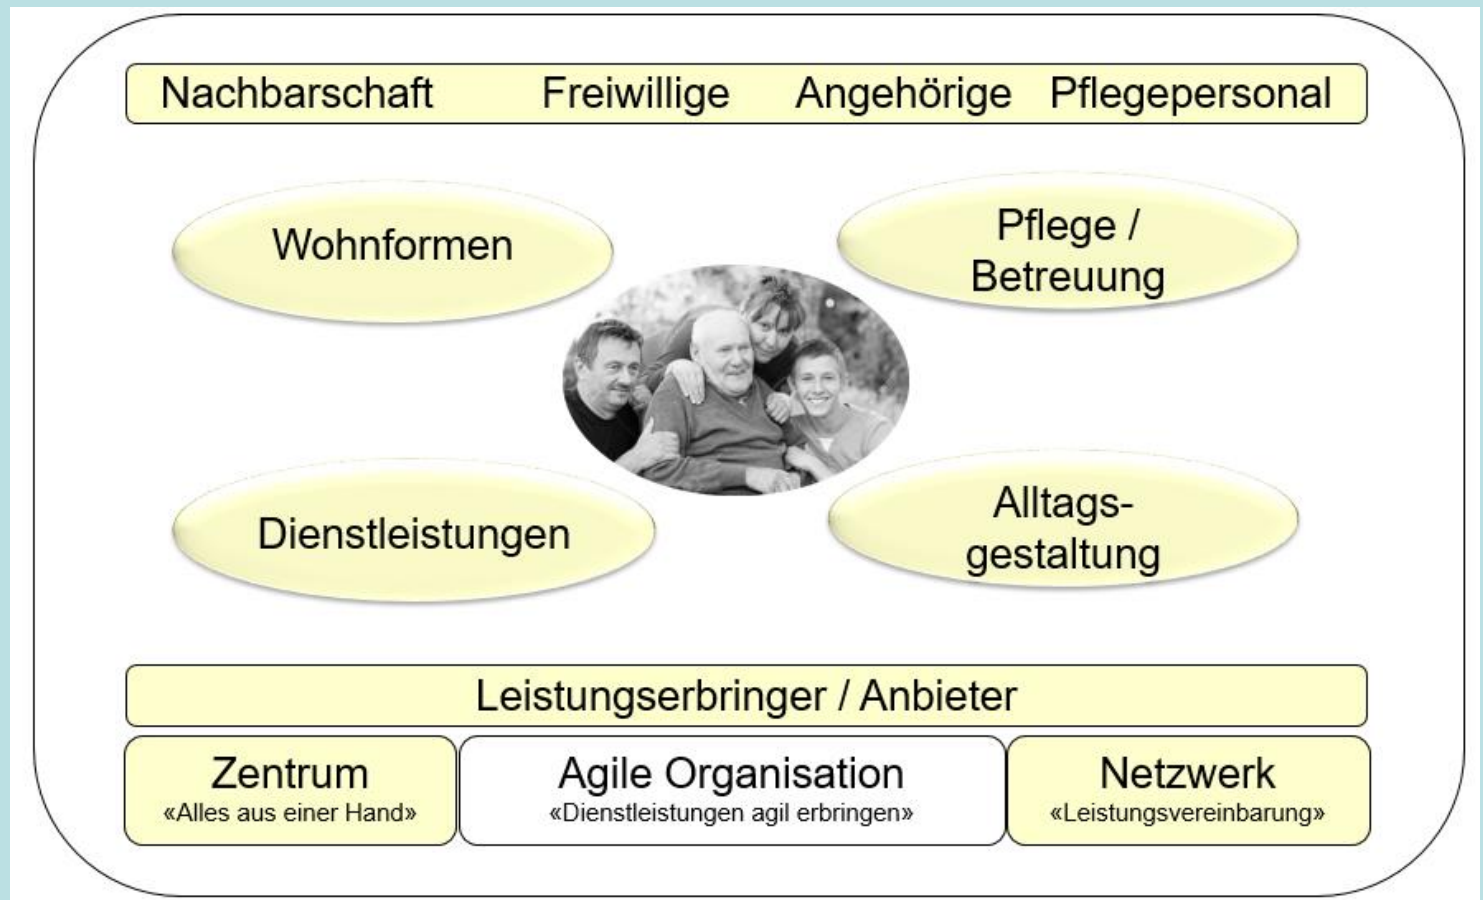 Nachbarschaft Freiwillige Angehörige Pflegepersonal
Wohnformen
Pflege /
Betreuung
Dienstleistungen
Alltags-
gestaltung
Leistungserbringer / Anbieter
Zentrum
«Alles aus einer Hand»
Agile Organisation
«Dienstleistungen agil erbringen»
Netzwerk
«Leistungsvereinbarung»